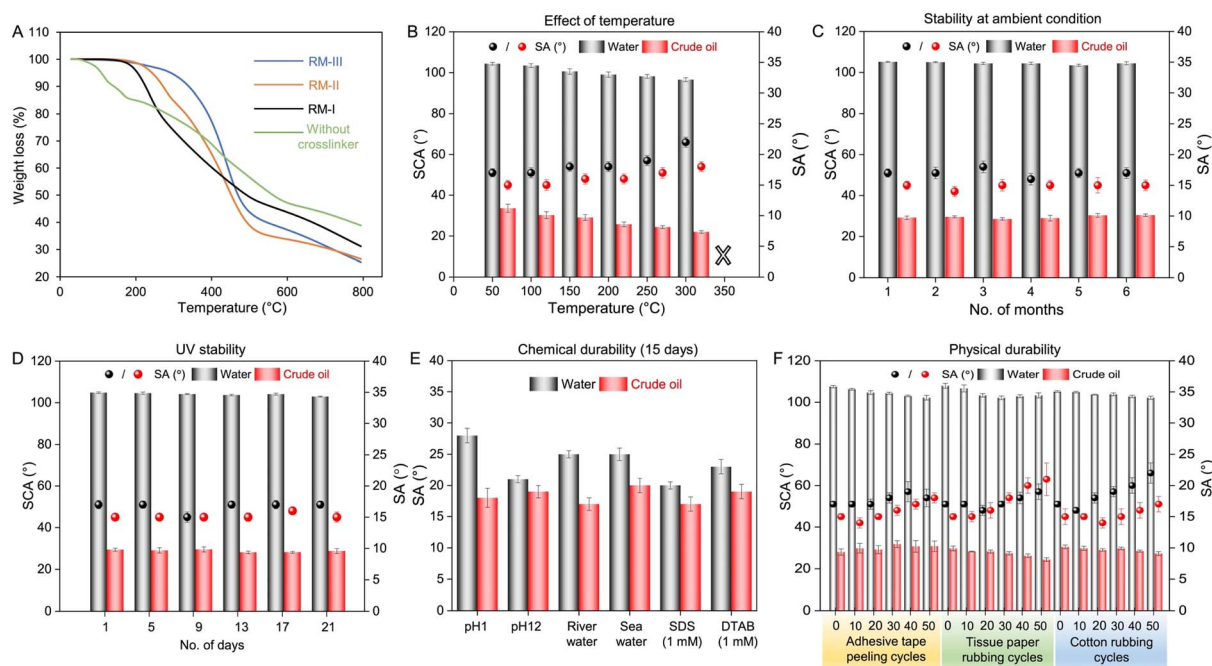 A
Weight loss (%)
100
90
80
70
60
50
40
30
20
RM-III
RM-II
RM-I
Without
crosslinker
0 200 400 600 800
Temperature (°C)
B
Effect of temperature
/ SA (°) Water Crude oil
SCA (°)
120
100
80
60
40
20
0
SA (°)
40
35
30
25
20
15
10
5
0
X
50 100 150 200 250 300 350
Temperature (°C)
C
Stability at ambient condition
/ SA (°) Water Crude oil
SCA (°)
120
100
80
60
40
20
0
SA (°)
40
35
30
25
20
15
10
5
0
1 2 3 4 5 6
No. of months
D
UV stability
/ SA (°) Water Crude oil
SCA (°)
120
100
80
60
40
20
0
SA (°)
40
35
30
25
20
15
10
5
0
1 5 9 13 17 21
No. of days
E
Chemical durability (15 days)
Water Crude oil
SA (°)
40
35
30
25
20
15
10
5
0
pH1 pH12 River Sea SDS DTAB
water water (1 mM) (1 mM)
F
Physical durability
/ SA (°) Water Crude oil
SCA (°)
120
100
80
60
40
20
0
SA (°)
40
35
30
25
20
15
10
5
0
0 10 20 30 40 50 0 10 20 30 40 50 0 10 20 30 40 50
Adhesive tape Tissue paper Cotton rubbing
peeling cycles rubbing cycles cycles